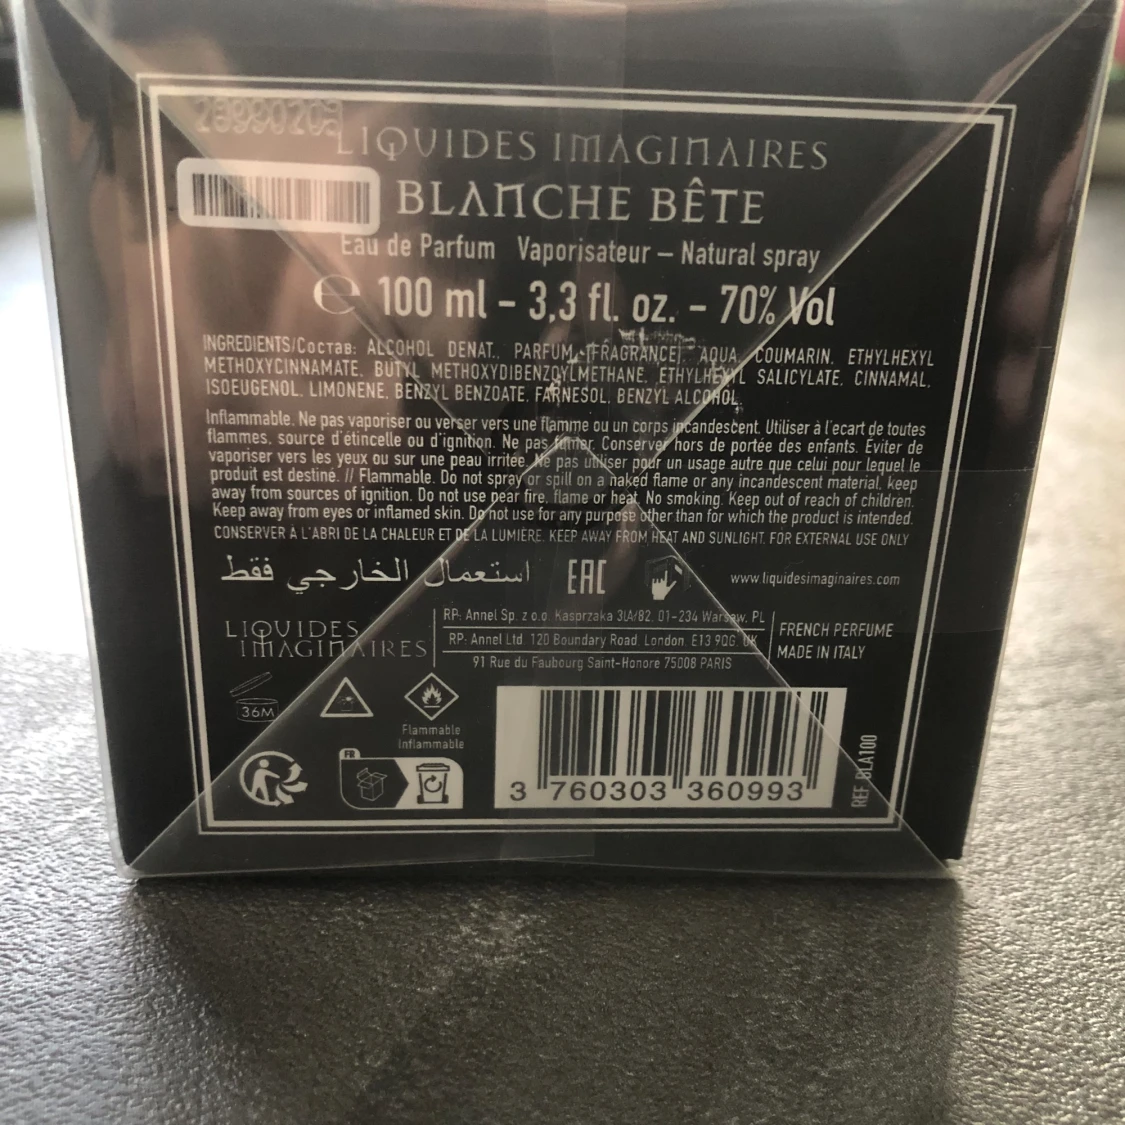 23990203
LIQUIDES IMAGINAIRES
BLANCHE BÊTE
Eau de Parfum Vaporisateur – Natural spray
℮ 100 ml – 3,3 fl. oz. – 70% Vol
INGREDIENTS/Состав: ALCOHOL DENAT., PARFUM (FRAGRANCE), AQUA, COUMARIN, ETHYLHEXYL
METHOXYCINNAMATE, BUTYL METHOXYDIBENZOYLMETHANE, ETHYLHEXYL SALICYLATE, CINNAMAL,
ISOEUGENOL, LIMONENE, BENZYL BENZOATE, FARNESOL, BENZYL ALCOHOL.
Inflammable. Ne pas vaporiser ou verser vers une flamme ou un corps incandescent. Utiliser à l'ecart de toutes
flammes, source d'étincelle ou d'ignition. Ne pas fumer. Conserver hors de portée des enfants. Eviter de
vaporiser vers les yeux ou sur une peau irritée. Ne pas utiliser pour un usage autre que celui pour lequel le
produit est destiné. // Flammable. Do not spray or spill on a naked flame or any incandescent material, keep
away from sources of ignition. Do not use near fire, flame or heat. No smoking. Keep out of reach of children.
Keep away from eyes or inflamed skin. Do not use for any purpose other than for which the product is intended.
CONSERVER À L'ABRI DE LA CHALEUR ET DE LA LUMIÈRE. KEEP AWAY FROM HEAT AND SUNLIGHT. FOR EXTERNAL USE ONLY
استعمال الخارجي فقط
EAC
www.liquidesimaginaires.com
LIQUIDES
IMAGINAIRES
RP: Annel Sp. z o.o. Kasprzaka 31A/82, 01-234 Warsaw, PL
RP: Annel Ltd. 120 Boundary Road, London, E13 9QG, UK
91 Rue du Faubourg Saint-Honore 75008 PARIS
FRENCH PERFUME
MADE IN ITALY
36M
Flammable
Inflammable
FR
3 760303 360993
REF BLA100